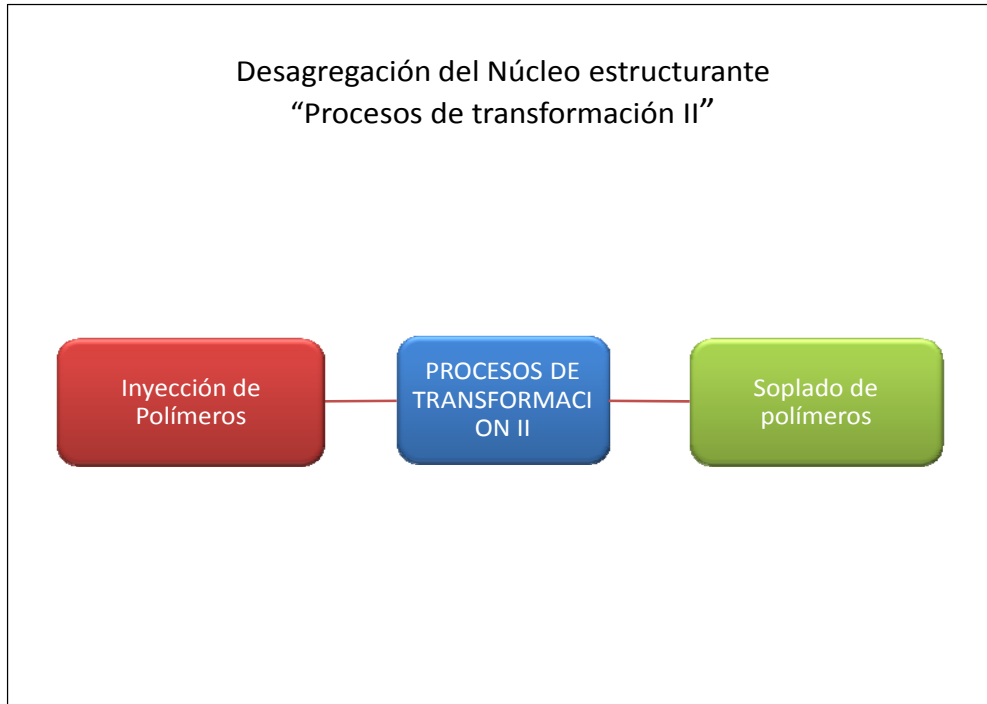 Desagregación del Núcleo estructurante
“Procesos de transformación II”
Inyección de
Polímeros
PROCESOS DE
TRANSFORMACI
ON II
Soplado de
polímeros